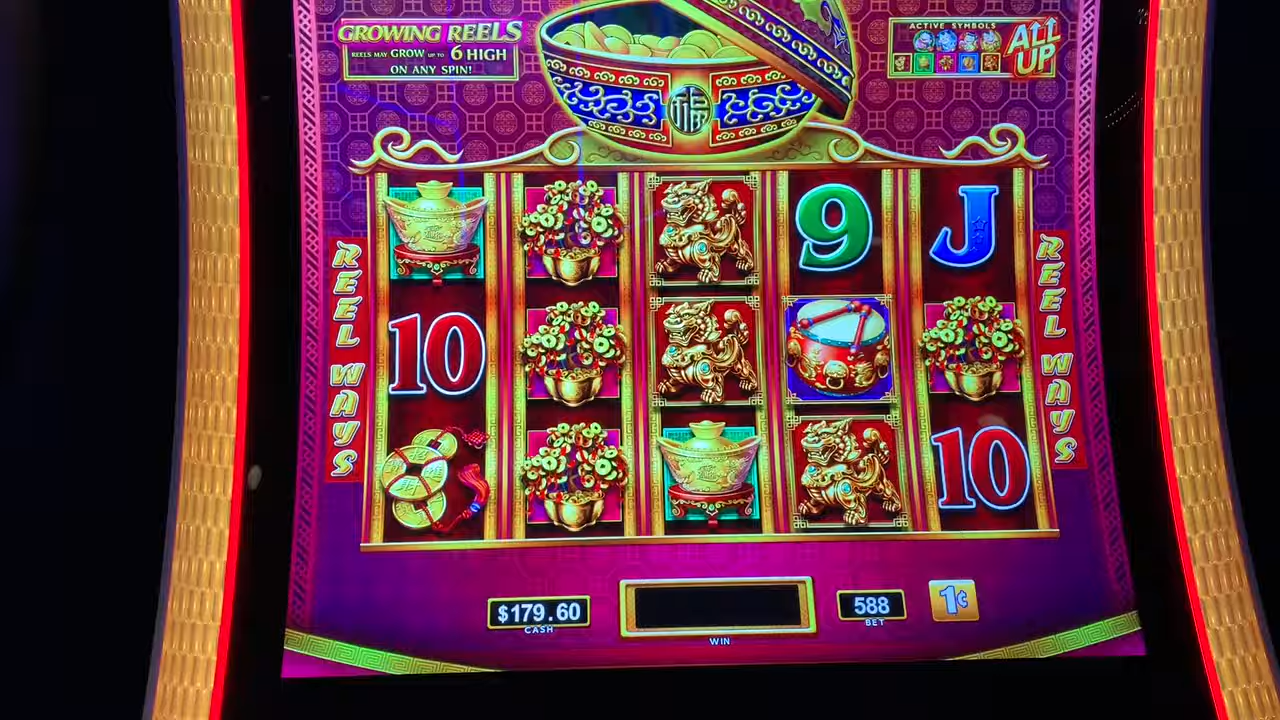 GROWING REELS
REELS MAY GROW UP TO 6 HIGH
ON ANY SPIN!
ACTIVE SYMBOLS
ALL
UP
福
9
J
REEL WAYS
10
REEL WAYS
10
$179.60
CASH
WIN
588
BET
1¢